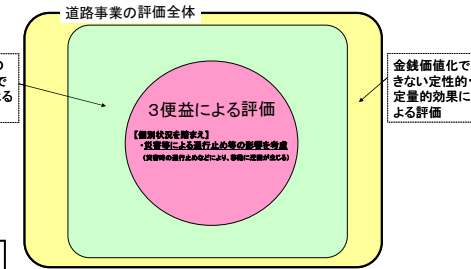 道路事業の評価全体
の
で
る
３便益による評価
【個別状況を踏まえ】
・災害等による通行止め等の影響を考慮
（災害時の通行止めなどにより、移動に迂回が生じる）
金銭価値化で
きない定性的・
定量的効果に
よる評価